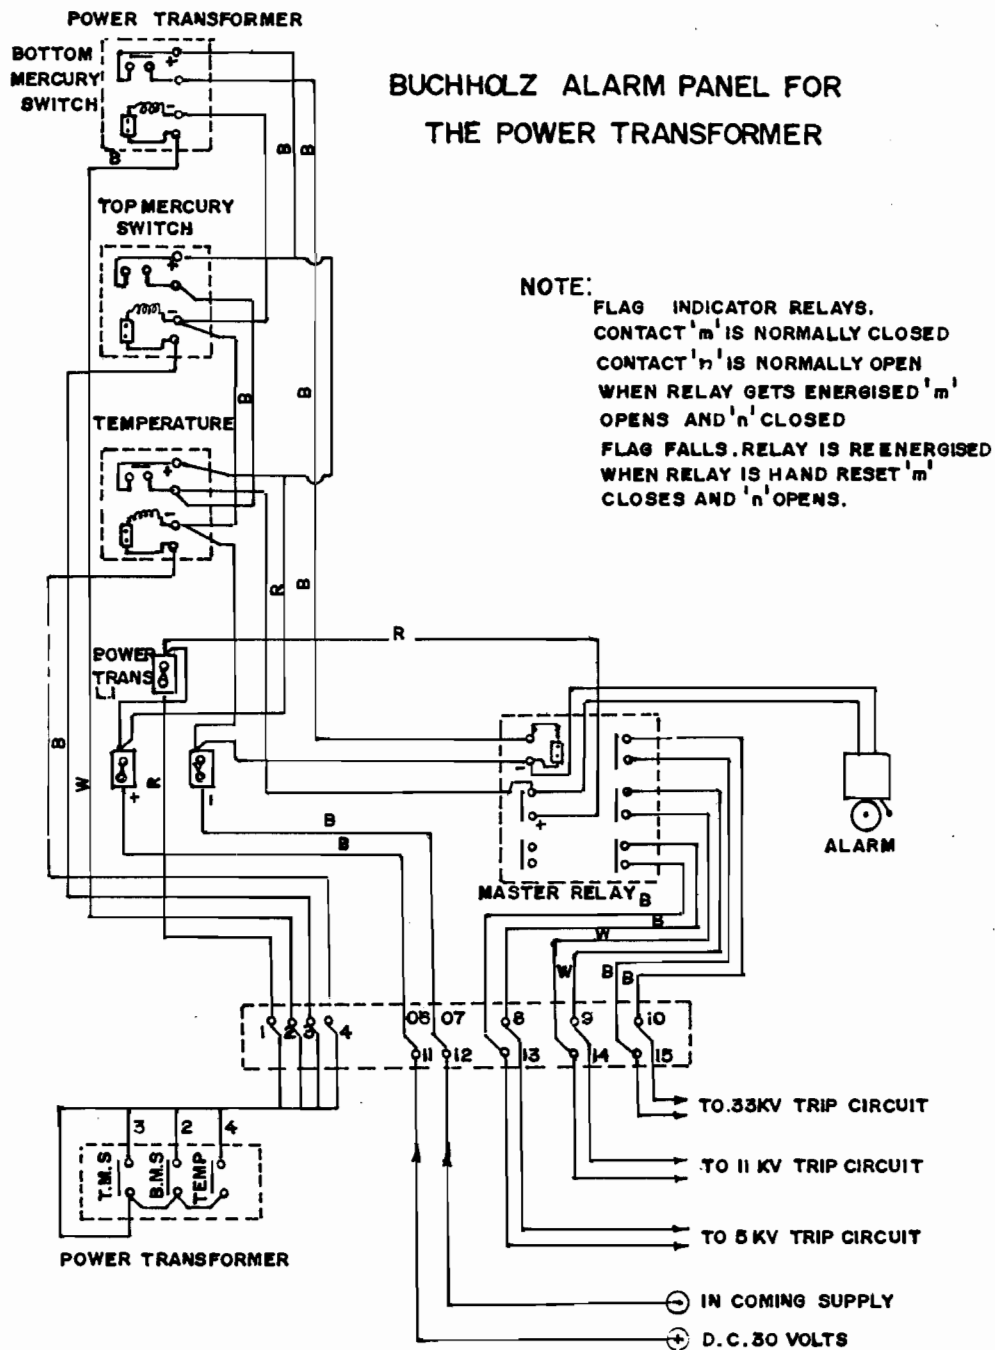 POWER TRANSFORMER
BOTTOM
MERCURY
SWITCH
+
-
B
BUCHHOLZ ALARM PANEL FOR
THE POWER TRANSFORMER
B
B
TOP MERCURY
SWITCH
+
-
NOTE:
FLAG INDICATOR RELAYS.
CONTACT 'm' IS NORMALLY CLOSED
CONTACT 'n' IS NORMALLY OPEN
WHEN RELAY GETS ENERGISED 'm'
OPENS AND 'n' CLOSED
FLAG FALLS. RELAY IS REENERGISED
WHEN RELAY IS HAND RESET 'm'
CLOSES AND 'n' OPENS.
B
B
TEMPERATURE
+
-
R
B
R
POWER
TRANS
B
W
R
+
-
-
+
B
B
ALARM
MASTER RELAY
B
B
W
W
B
B
1
2
3
4
06
07
8
9
10
11
12
13
14
15
TO.33KV TRIP CIRCUIT
3
2
4
T.M.S
B.M.S
TEMP
TO 11 KV TRIP CIRCUIT
TO 5 KV TRIP CIRCUIT
POWER TRANSFORMER
IN COMING SUPPLY
+ D.C.30 VOLTS